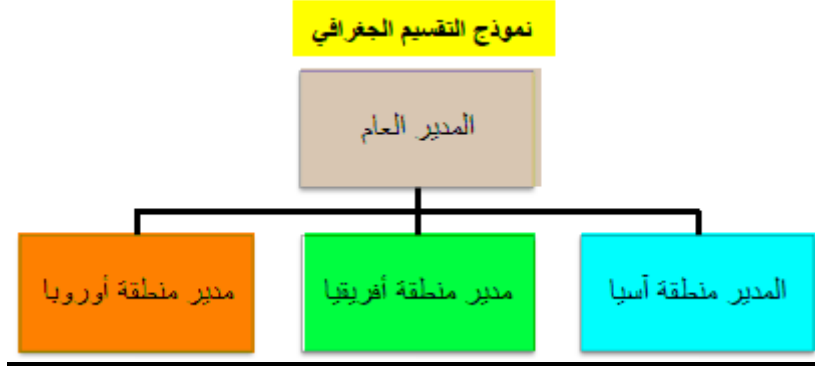 نموذج التقسيم الجغرافي
المدير العام
المدير منطقة آسيا
مدير منطقة أفريقيا
مدير منطقة أوروبا